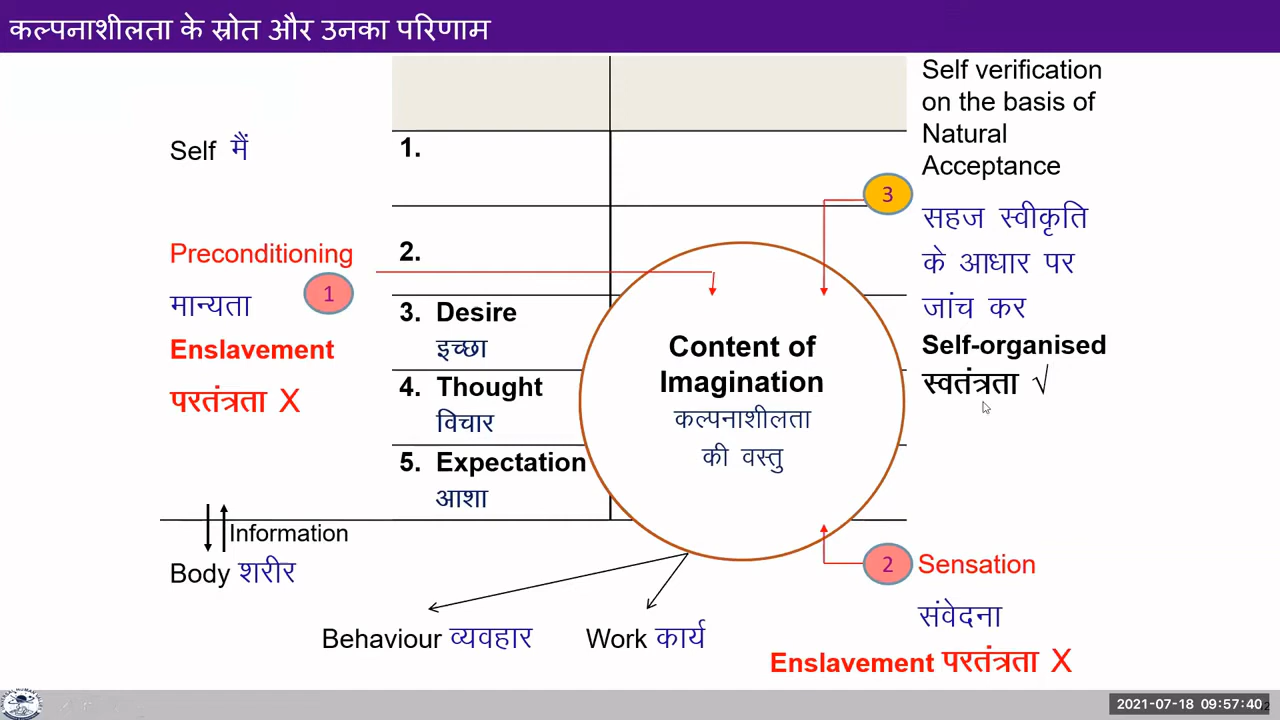 कल्पनाशीलता के स्रोत और उनका परिणाम
Self मैं
Preconditioning
मान्यता
1
Enslavement
परतंत्रता X
1.
2.
3. Desire
इच्छा
4. Thought
विचार
5. Expectation
आशा
Content of
Imagination
कल्पनाशीलता
की वस्तु
Self verification
on the basis of
Natural
Acceptance
3
सहज स्वीकृति
के आधार पर
जांच कर
Self-organised
स्वतंत्रता √
Information
Body शरीर
Behaviour व्यवहार
Work कार्य
2
Sensation
संवेदना
Enslavement परतंत्रता X
2021-07-18 09:57:40